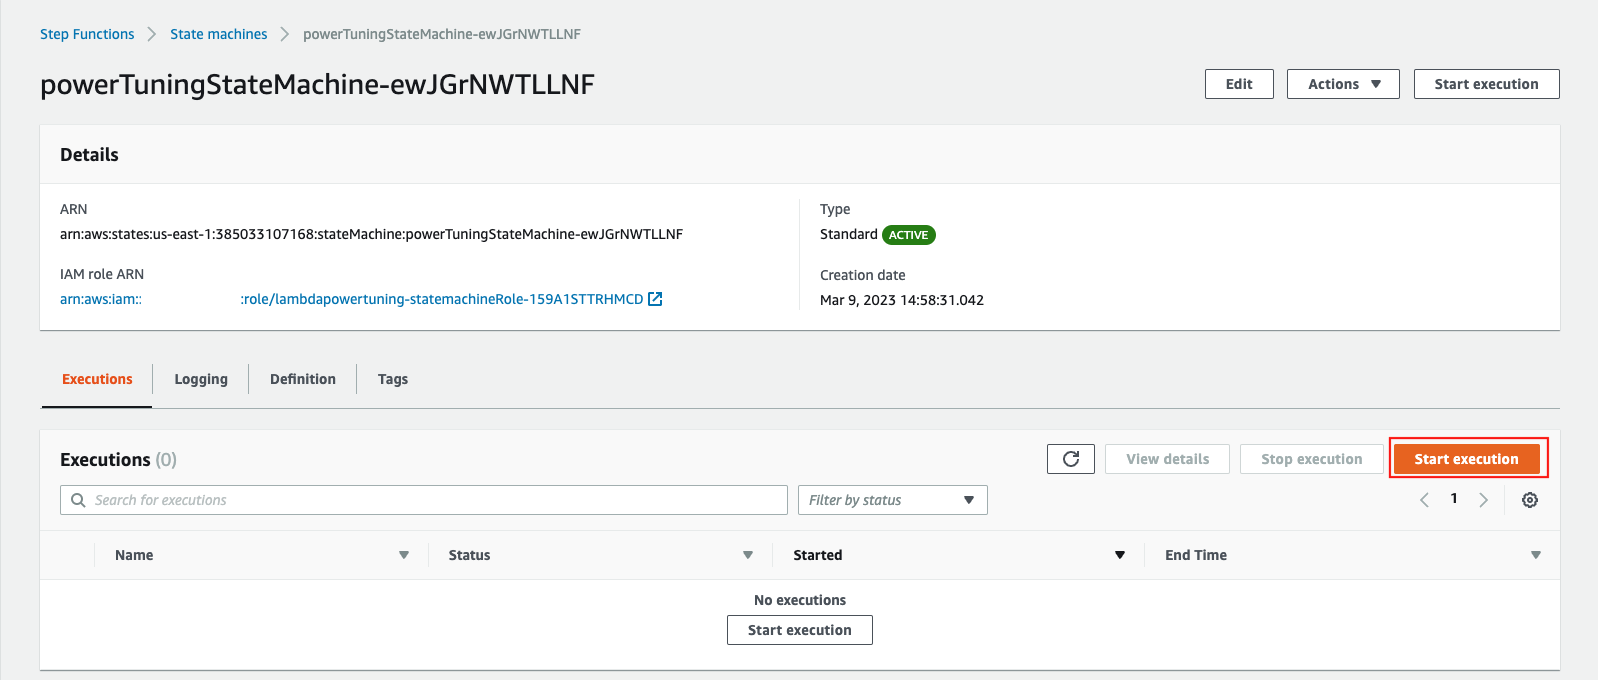 Step Functions > State machines > powerTuningStateMachine-ewJGrNWTLLNF
powerTuningStateMachine-ewJGrNWTLLNF
Edit
Actions
Start execution
Details
ARN
arn:aws:states:us-east-1:385033107168:stateMachine:powerTuningStateMachine-ewJGrNWTLLNF
IAM role ARN
arn:aws:iam:: :role/lambdapowertuning-statemachineRole-159A1STTRHMCD
Type
Standard ACTIVE
Creation date
Mar 9, 2023 14:58:31.042
Executions
Logging
Definition
Tags
Executions (0)
View details
Stop execution
Start execution
Search for executions
Filter by status
1
Name
Status
Started
End Time
No executions
Start execution